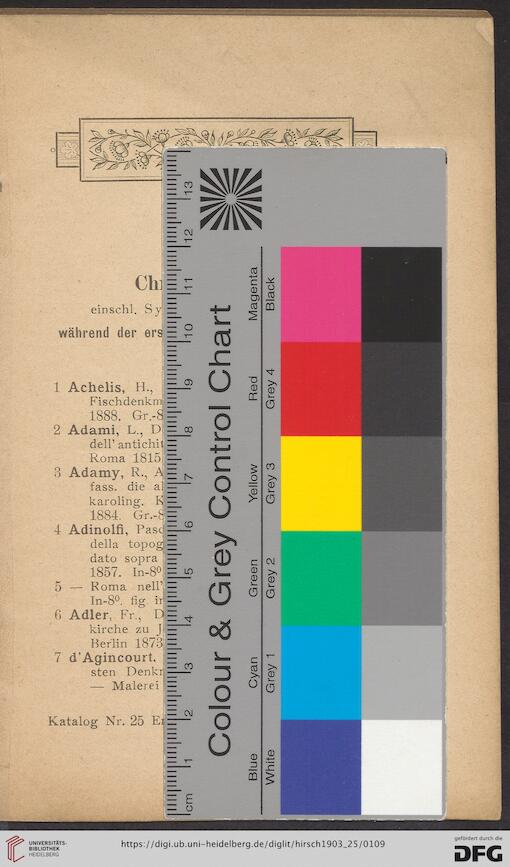 Chr
einschl. Sy
während der ers
1 Achelis, H.,
Fischdenkm
1888. Gr.-8
2 Adami, L., D
dell' antichit
Roma 1815
3 Adamy, R., A
fass. die al
karoling. K
1884. Gr.-8
4 Adinolfi, Pasc
della topog
dato sopra
1857. In-8⁰
5 — Roma nell'
In-8⁰. fig in
6 Adler, Fr., D
kirche zu J
Berlin 1873
7 d'Agincourt,
sten Denkm
— Malerei
Katalog Nr. 25 Er
Colour & Grey Control Chart
cm 1 2 3 4 5 6 7 8 9 10 11 12 13
Blue Cyan Green Yellow Red Magenta
White Grey 1 Grey 2 Grey 3 Grey 4 Black
UNIVERSITÄTS-
BIBLIOTHEK
HEIDELBERG
https://digi.ub.uni-heidelberg.de/diglit/hirsch1903_25/0109
gefördert durch die
DFG